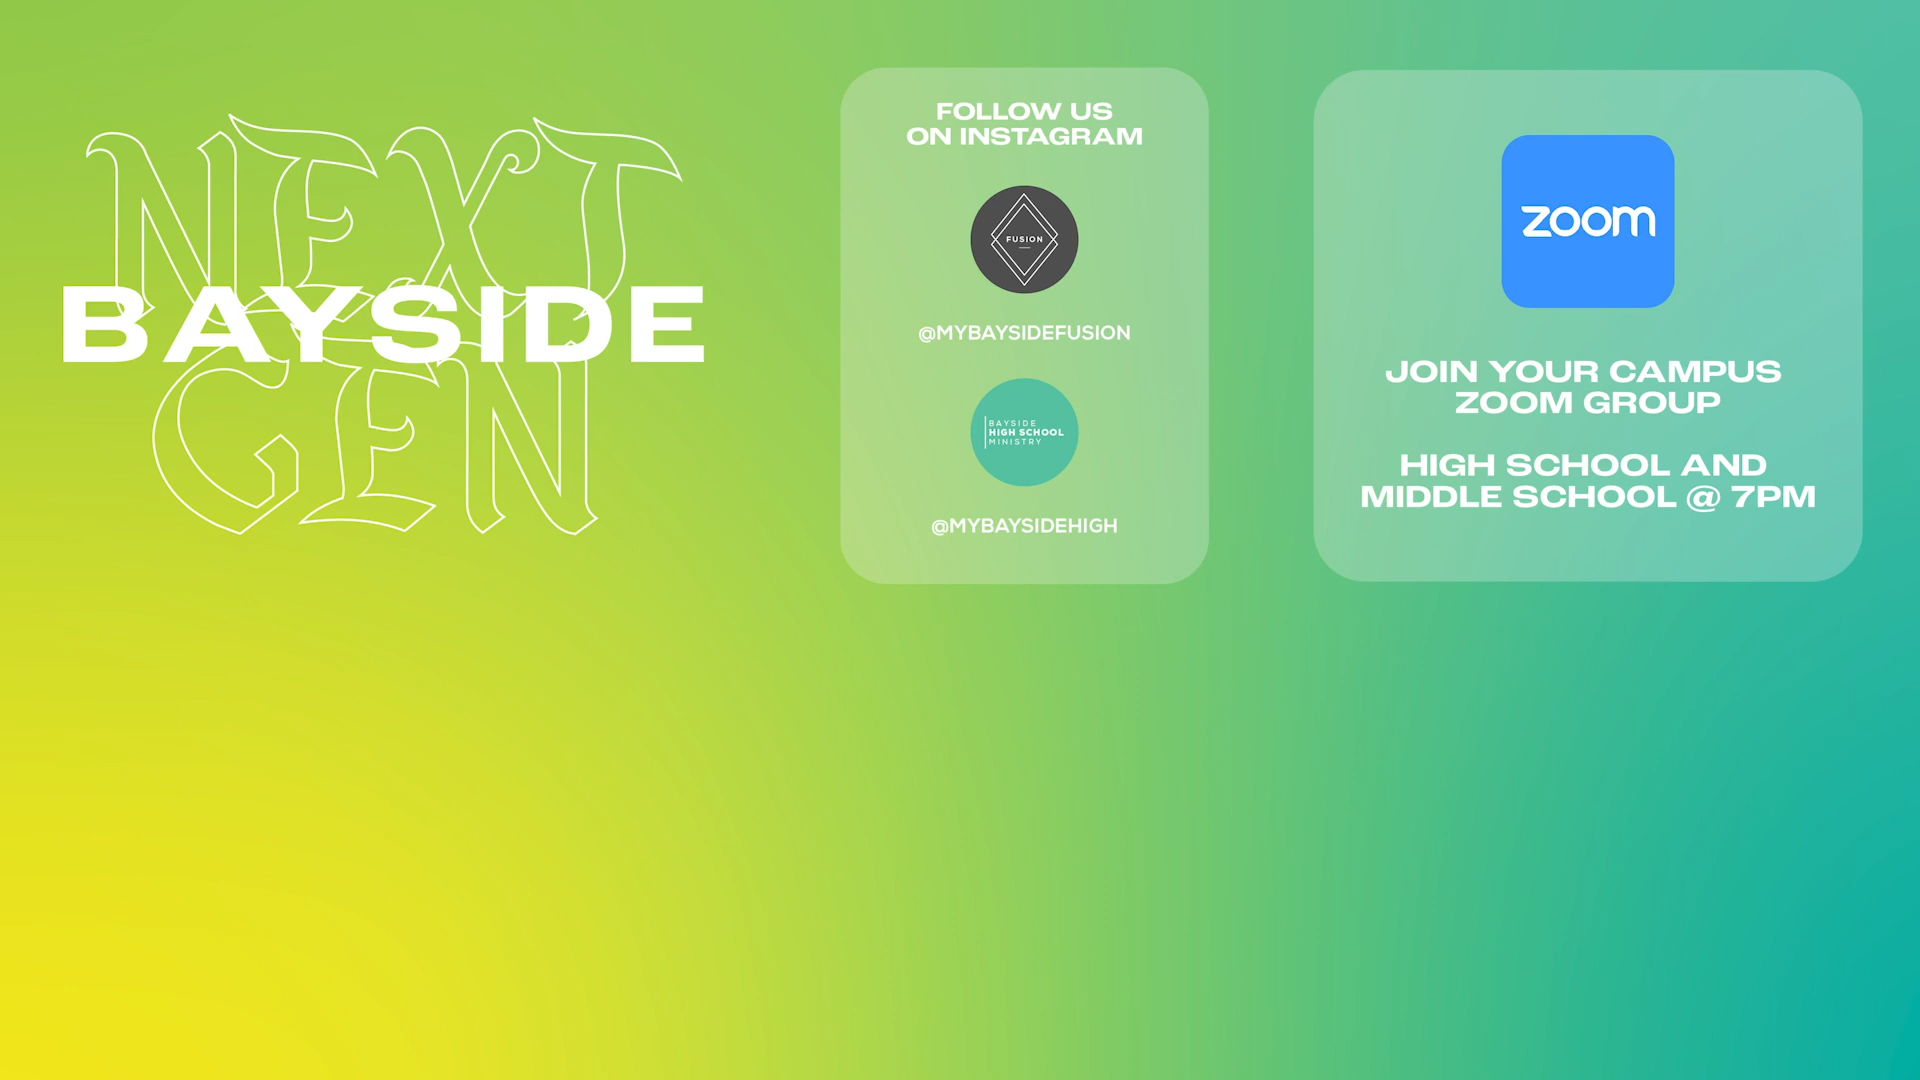 NEXT
BAYSIDE
GEN
FOLLOW US
ON INSTAGRAM
FUSION
@MYBAYSIDEFUSION
BAYSIDE
HIGH SCHOOL
MINISTRY
@MYBAYSIDEHIGH
zoom
JOIN YOUR CAMPUS
ZOOM GROUP
HIGH SCHOOL AND
MIDDLE SCHOOL @ 7PM